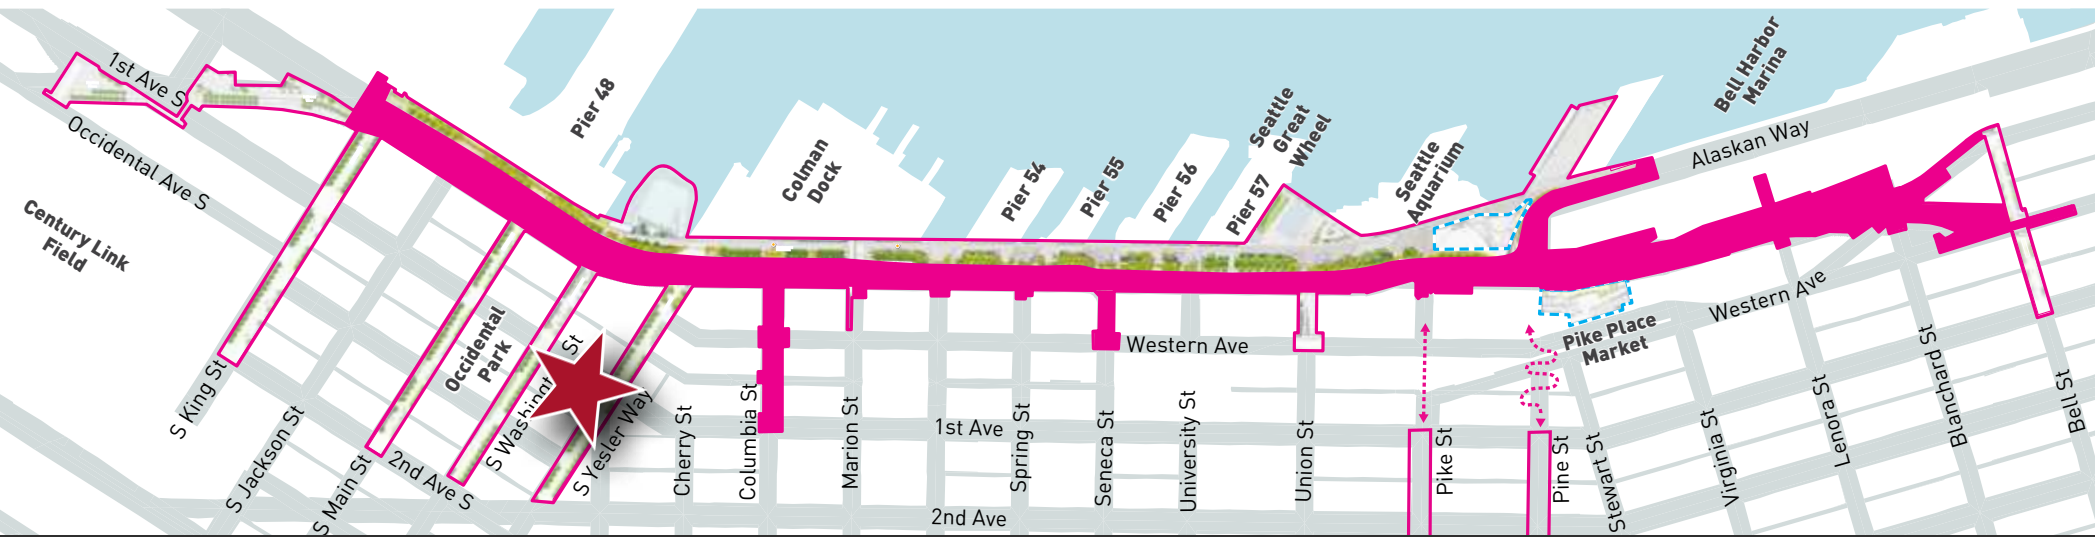 1st Ave S
Occidental Ave S
Century Link
Field
Pier 48
Colman
Dock
Pier 54
Pier 55
Pier 56
Pier 57
Seattle
Great
Wheel
Seattle
Aquarium
Bell Harbor
Marina
Alaskan Way
Occidental
Park
Western Ave
Western Ave
Pike Place
Market
S King St
S Jackson St
S Main St
2nd Ave S
S Washint St
S Yesler Way
Cherry St
Columbia St
Marion St
1st Ave
2nd Ave
Spring St
Seneca St
University St
Union St
Pike St
Pine St
Stewart St
Virginia St
Lenora St
Blanchard St
Bell St